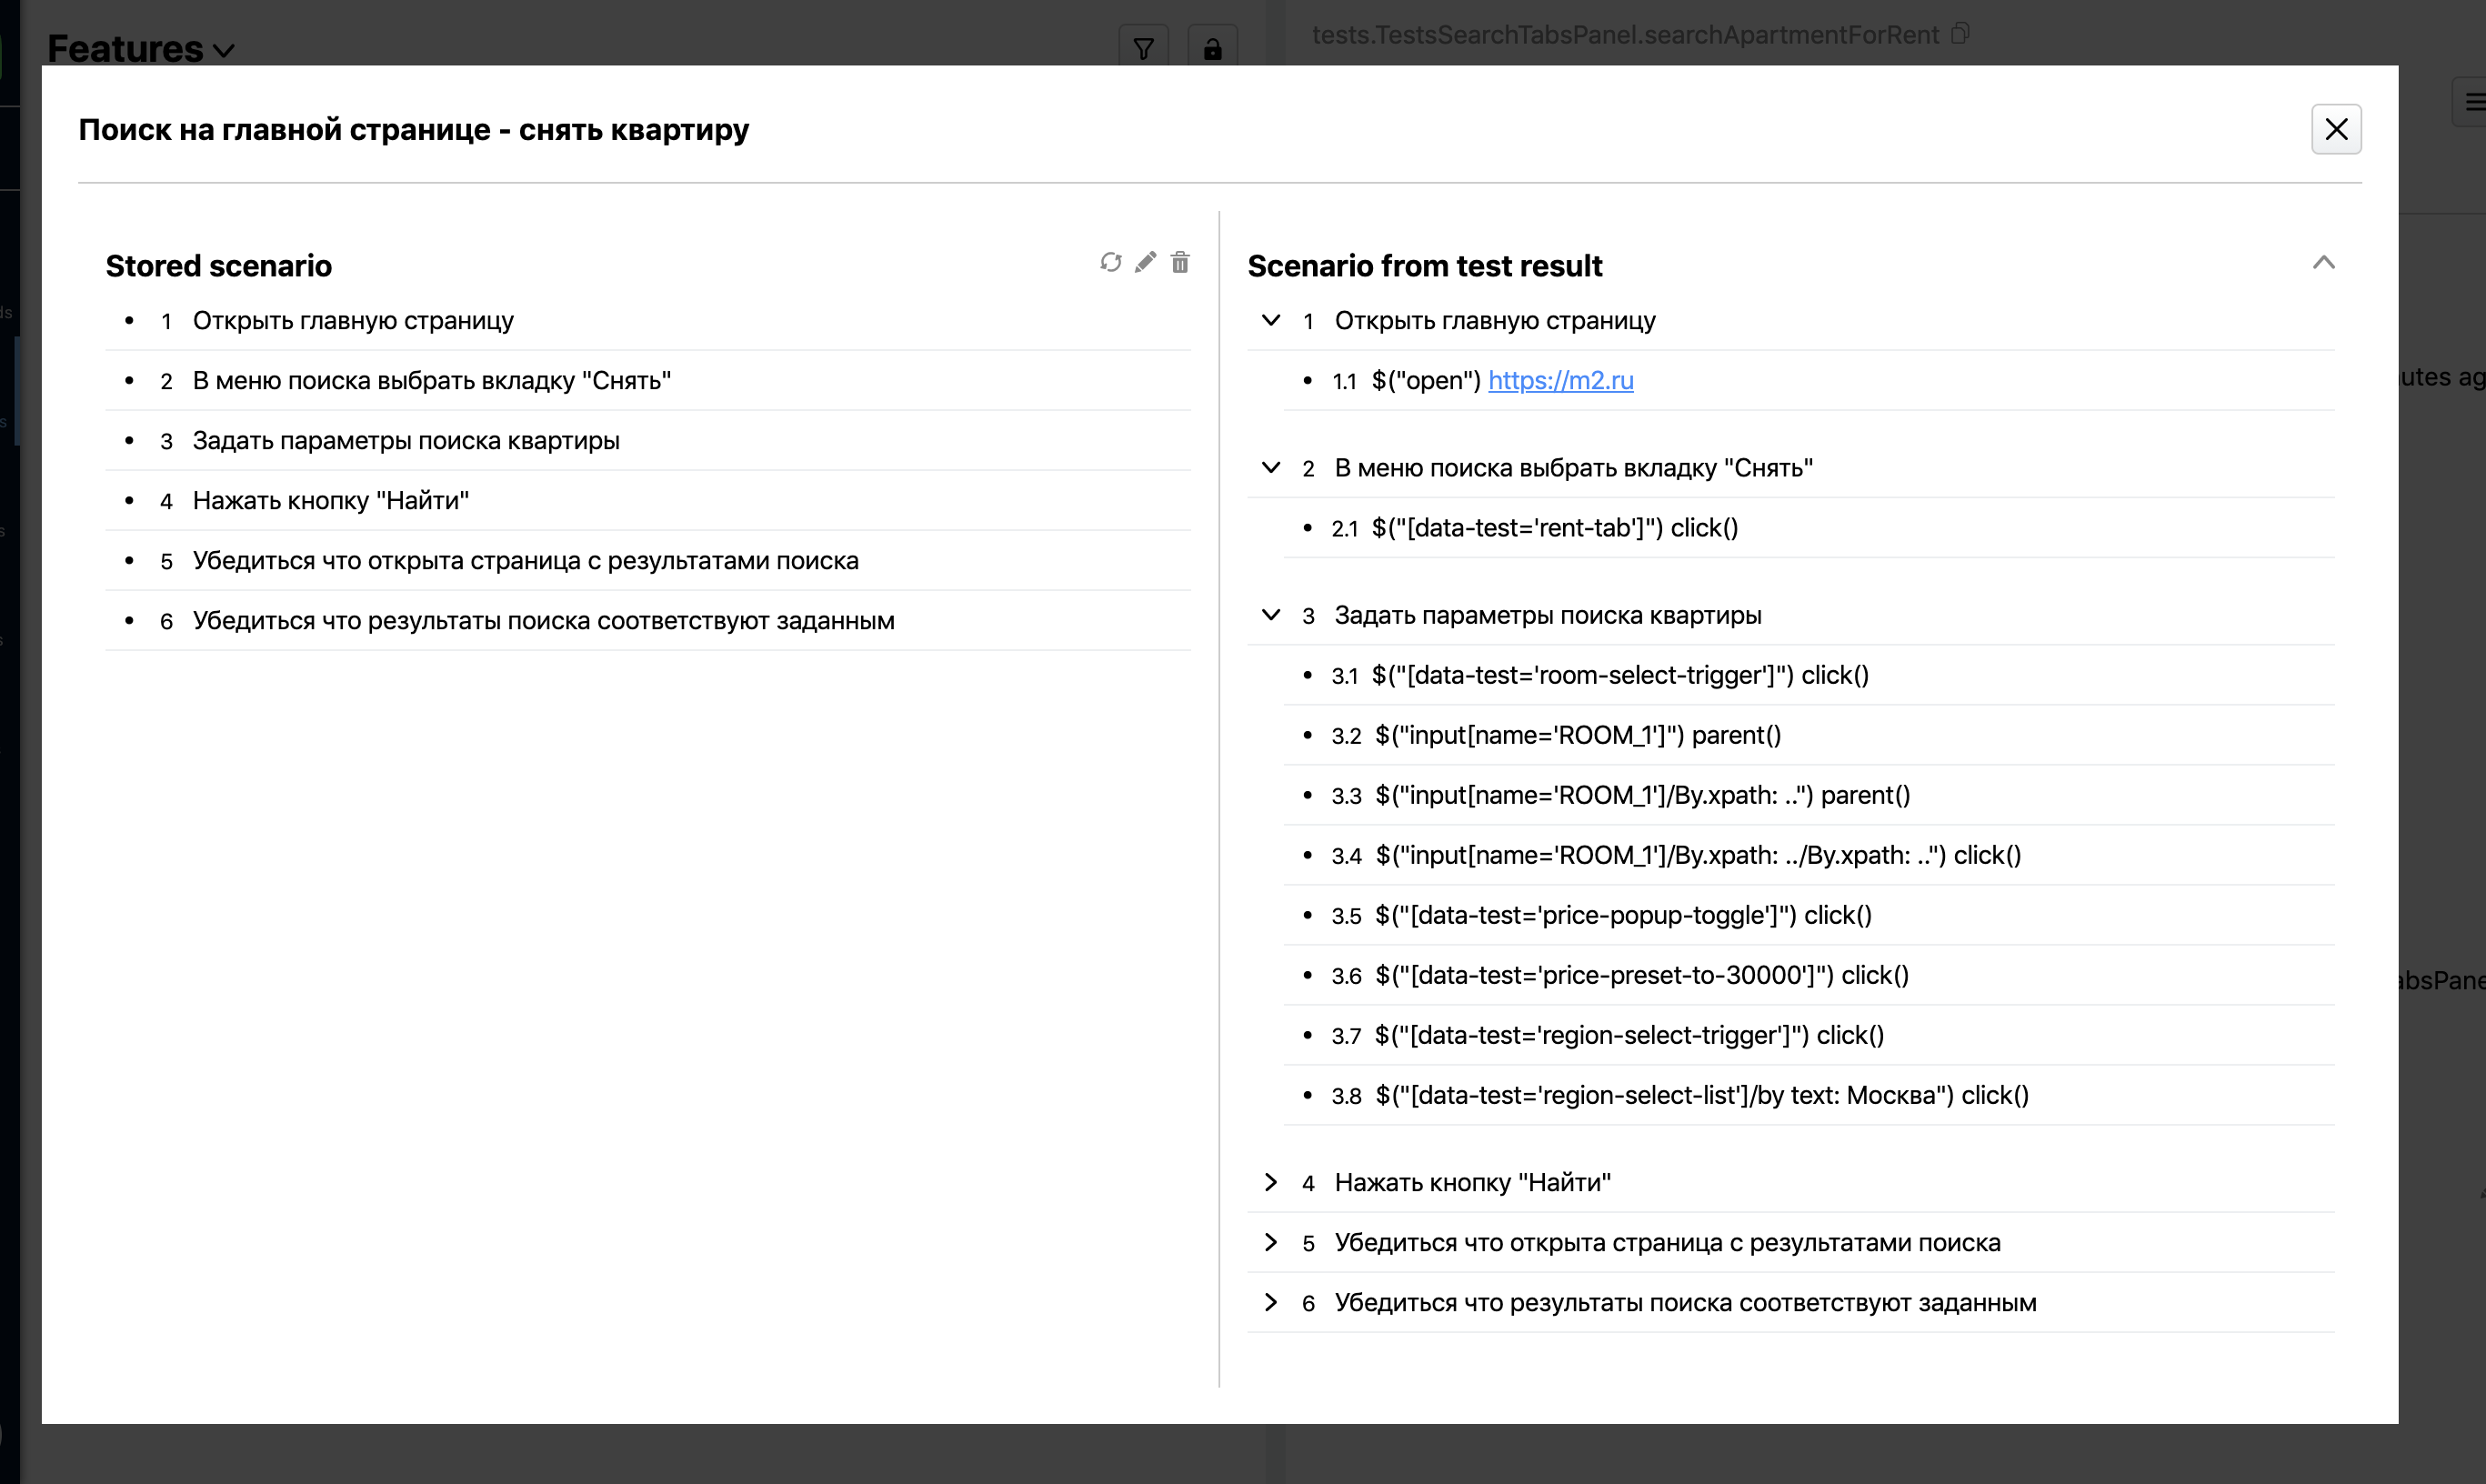 Features
tests.TestsSearchTabsPanel.searchApartmentForRent
Поиск на главной странице - снять квартиру
Stored scenario
1 Открыть главную страницу
2 В меню поиска выбрать вкладку "Снять"
3 Задать параметры поиска квартиры
4 Нажать кнопку "Найти"
5 Убедиться что открыта страница с результатами поиска
6 Убедиться что результаты поиска соответствуют заданным
Scenario from test result
1 Открыть главную страницу
1.1 $("open") https://m2.ru
2 В меню поиска выбрать вкладку "Снять"
2.1 $("[data-test='rent-tab']") click()
3 Задать параметры поиска квартиры
3.1 $("[data-test='room-select-trigger']") click()
3.2 $("input[name='ROOM_1']") parent()
3.3 $("input[name='ROOM_1']/By.xpath: ..") parent()
3.4 $("input[name='ROOM_1']/By.xpath: ../By.xpath: ..") click()
3.5 $("[data-test='price-popup-toggle']") click()
3.6 $("[data-test='price-preset-to-30000']") click()
3.7 $("[data-test='region-select-trigger']") click()
3.8 $("[data-test='region-select-list']/by text: Москва") click()
4 Нажать кнопку "Найти"
5 Убедиться что открыта страница с результатами поиска
6 Убедиться что результаты поиска соответствуют заданным